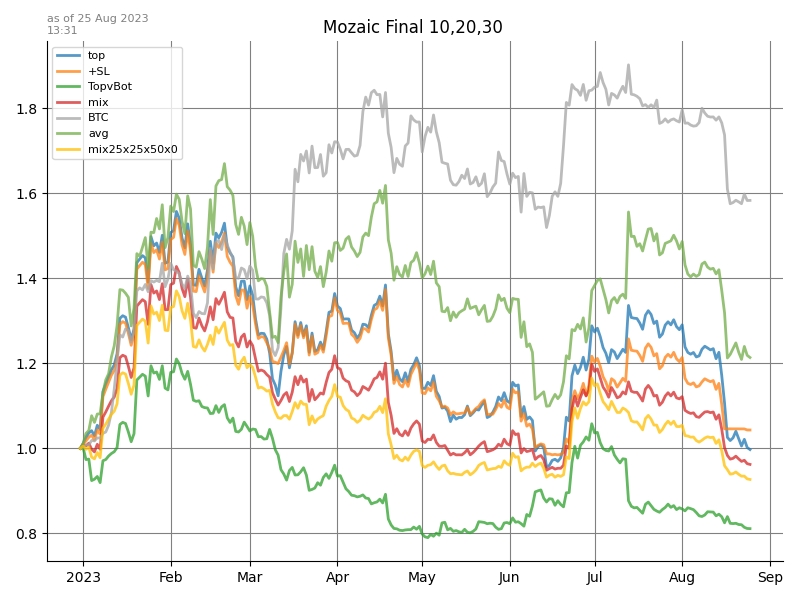 as of 25 Aug 2023
13:31
Mozaic Final 10,20,30
top
+SL
TopvBot
mix
BTC
avg
mix25x25x50x0
1.8
1.6
1.4
1.2
1.0
0.8
2023 Feb Mar Apr May Jun Jul Aug Sep